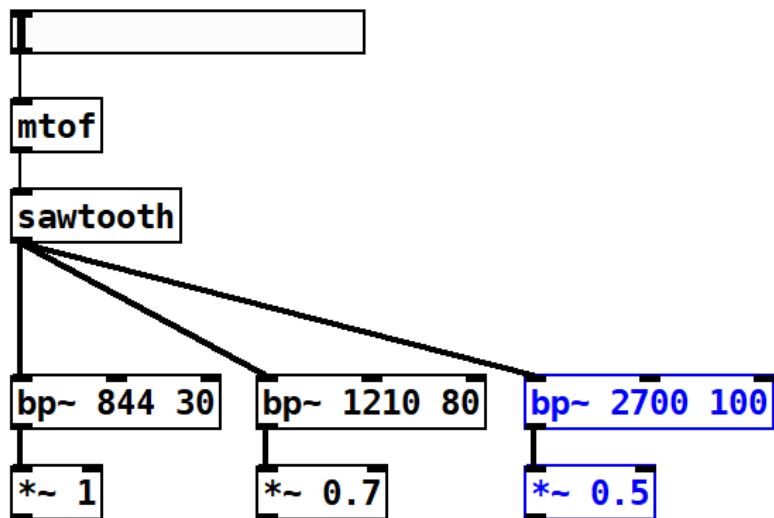 mtof
sawtooth
bp~ 844 30
bp~ 1210 80
bp~ 2700 100
*~ 1
*~ 0.7
*~ 0.5